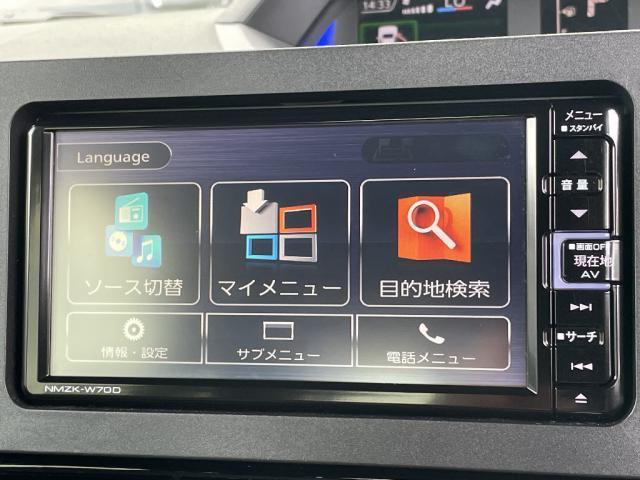 14:33
LO
メニュー
■スタンバイ
Language
音量
ソース切替
マイメニュー
目的地検索
■画面OF
現在地
AV
情報・設定
サブメニュー
電話メニュー
■サーチ
NMZK-W70D